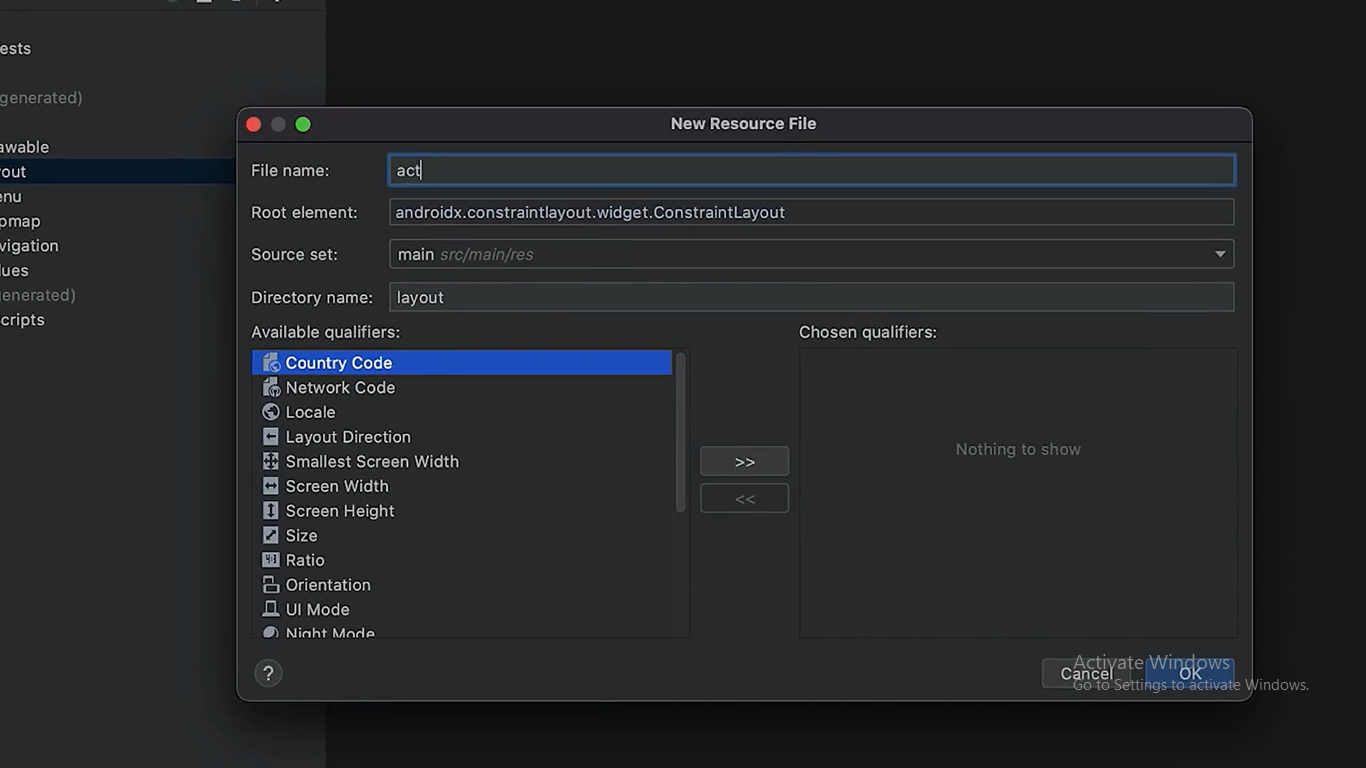 ests
generated)
awable
out
enu
pmap
vigation
lues
enerated)
cripts
New Resource File
File name:
act
Root element:
androidx.constraintlayout.widget.ConstraintLayout
Source set:
main src/main/res
Directory name:
layout
Available qualifiers:
Chosen qualifiers:
Country Code
Network Code
Locale
Layout Direction
Smallest Screen Width
Screen Width
Screen Height
Size
Ratio
Orientation
UI Mode
Night Mode
>>
<<
Nothing to show
?
Cancel
OK
Activate Windows
Go to Settings to activate Windows.